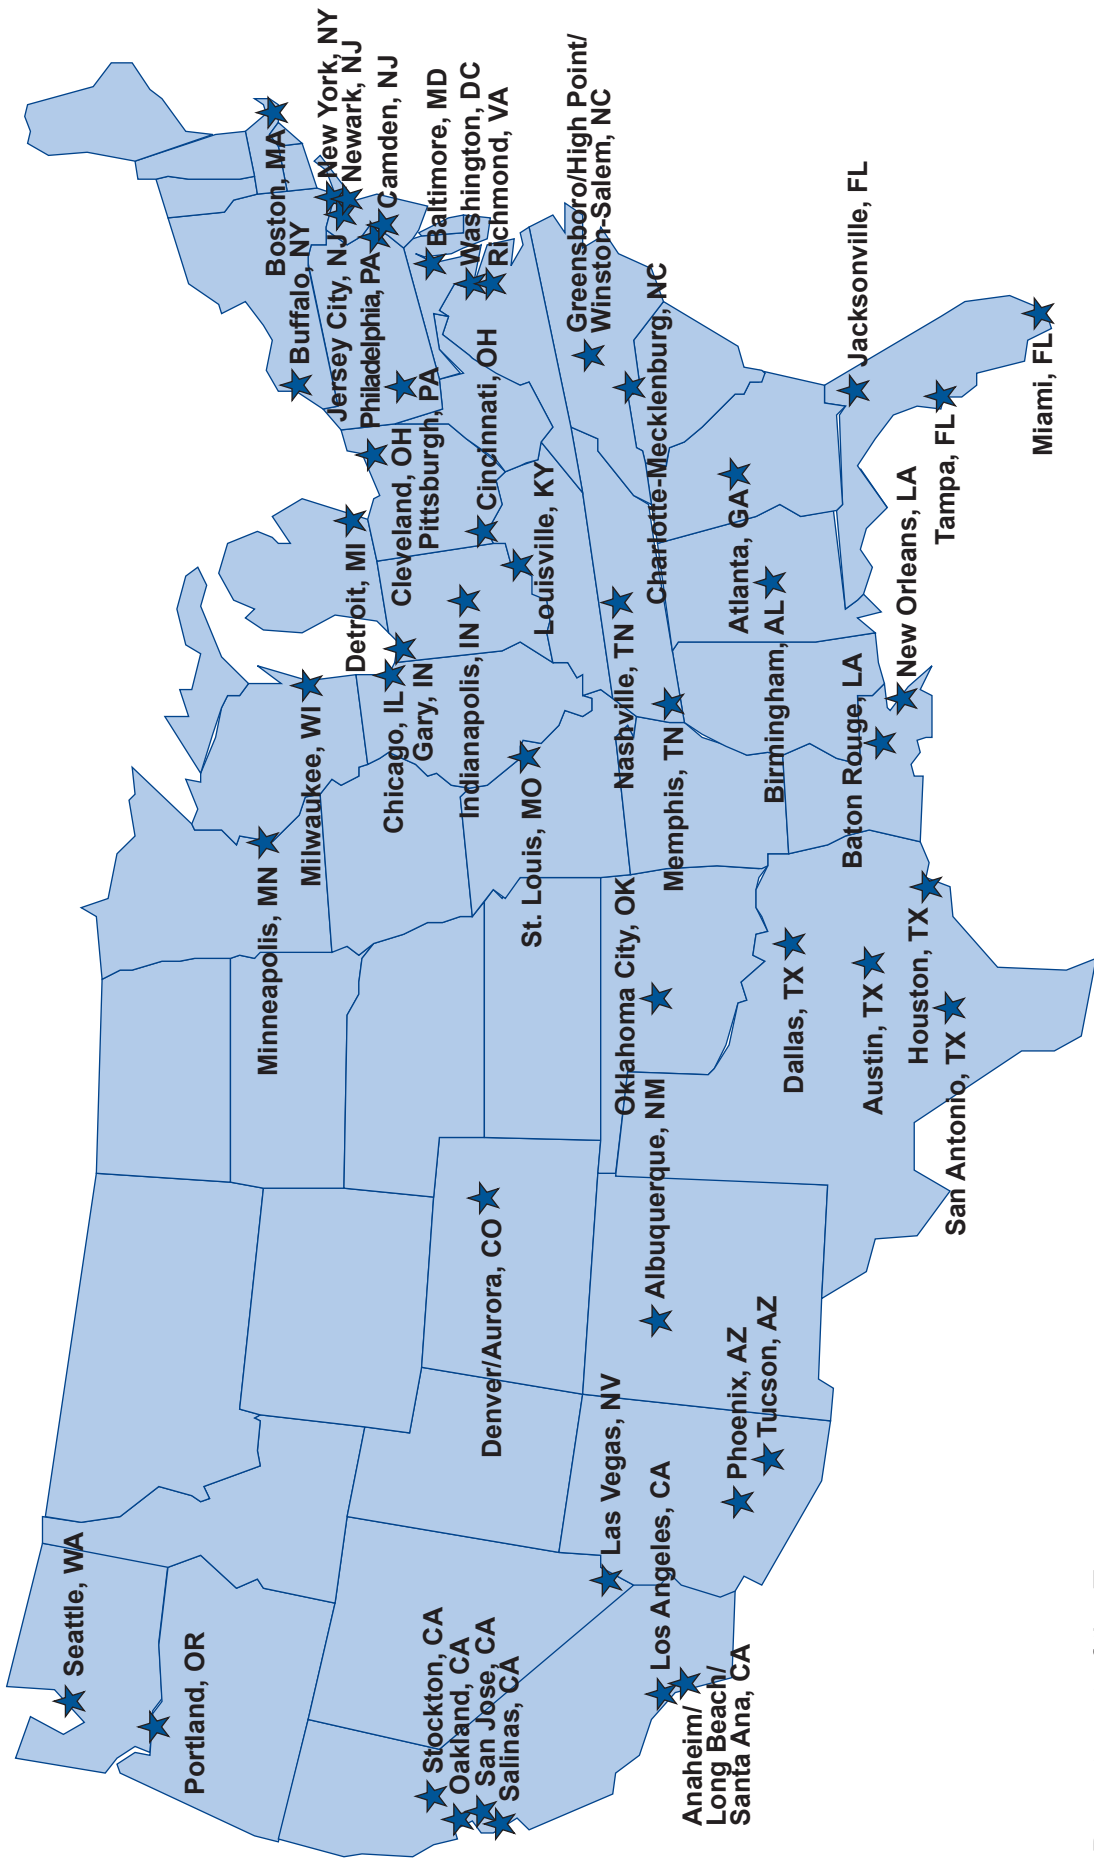 Seattle, WA
Portland, OR
Stockton, CA
Oakland, CA
San Jose, CA
Salinas, CA
Los Angeles, CA
Anaheim/
Long Beach/
Santa Ana, CA
Las Vegas, NV
Phoenix, AZ
Tucson, AZ
Denver/Aurora, CO
Albuquerque, NM
Oklahoma City, OK
Dallas, TX
Austin, TX
Houston, TX
San Antonio, TX
Minneapolis, MN
Milwaukee, WI
Chicago, IL
Gary, IN
Indianapolis, IN
St. Louis, MO
Nashville, TN
Memphis, TN
Birmingham, AL
Baton Rouge, LA
New Orleans, LA
Detroit, MI
Cleveland, OH
Pittsburgh, PA
Cincinnati, OH
Louisville, KY
Charlotte-Mecklenburg, NC
Atlanta, GA
Buffalo, NY
Boston, MA
Jersey City, NJ
Philadelphia, PA
New York, NY
Newark, NJ
Camden, NJ
Baltimore, MD
Washington, DC
Richmond, VA
Greensboro/High Point/
Winston-Salem, NC
Jacksonville, FL
Tampa, FL
Miami, FL